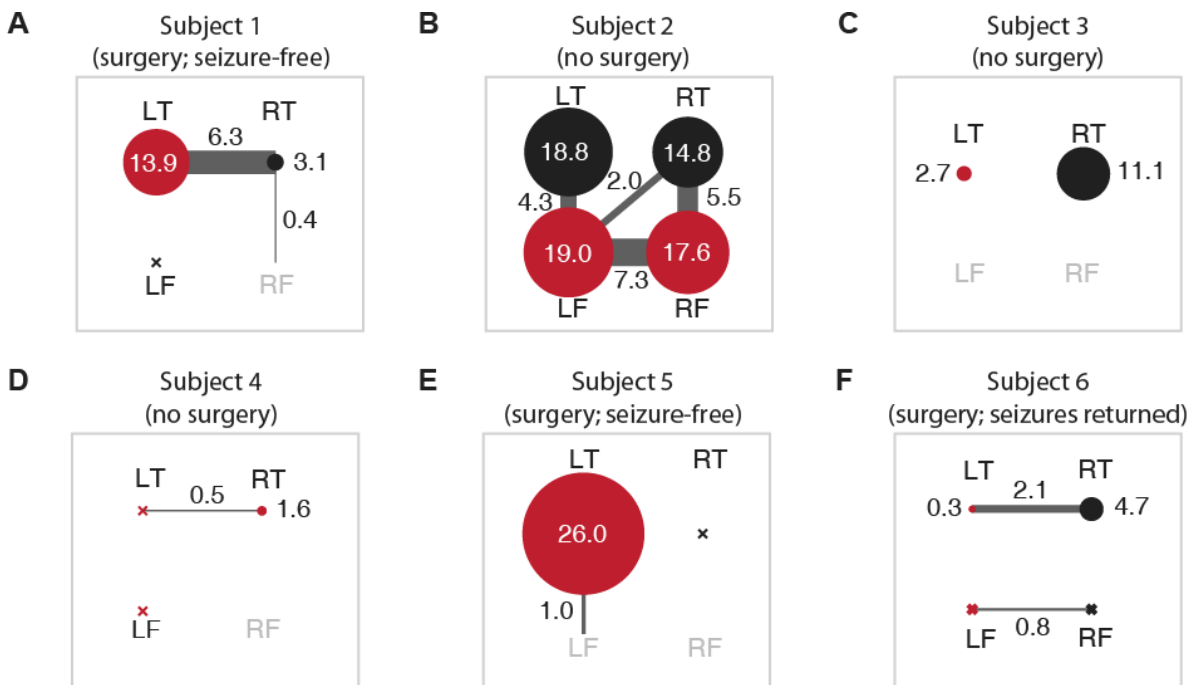 A
Subject 1
(surgery; seizure-free)
LT
RT
6.3
13.9
3.1
0.4
LF
RF
B
Subject 2
(no surgery)
LT
RT
18.8
14.8
2.0
4.3
5.5
19.0
17.6
7.3
LF
RF
C
Subject 3
(no surgery)
LT
RT
2.7
11.1
LF
RF
D
Subject 4
(no surgery)
LT
RT
0.5
1.6
LF
RF
E
Subject 5
(surgery; seizure-free)
LT
RT
26.0
1.0
LF
RF
F
Subject 6
(surgery; seizures returned)
LT
RT
2.1
0.3
4.7
LF
RF
0.8